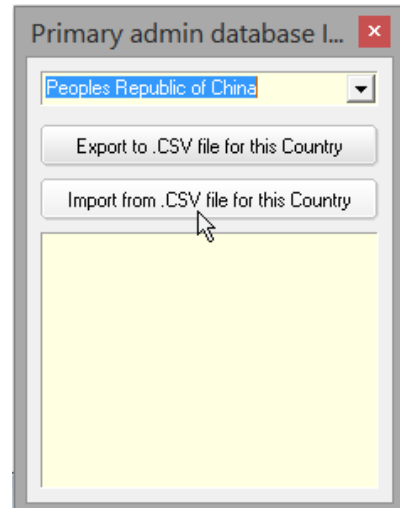 Primary admin database I...
Peoples Republic of China
Export to .CSV file for this Country
Import from .CSV file for this Country